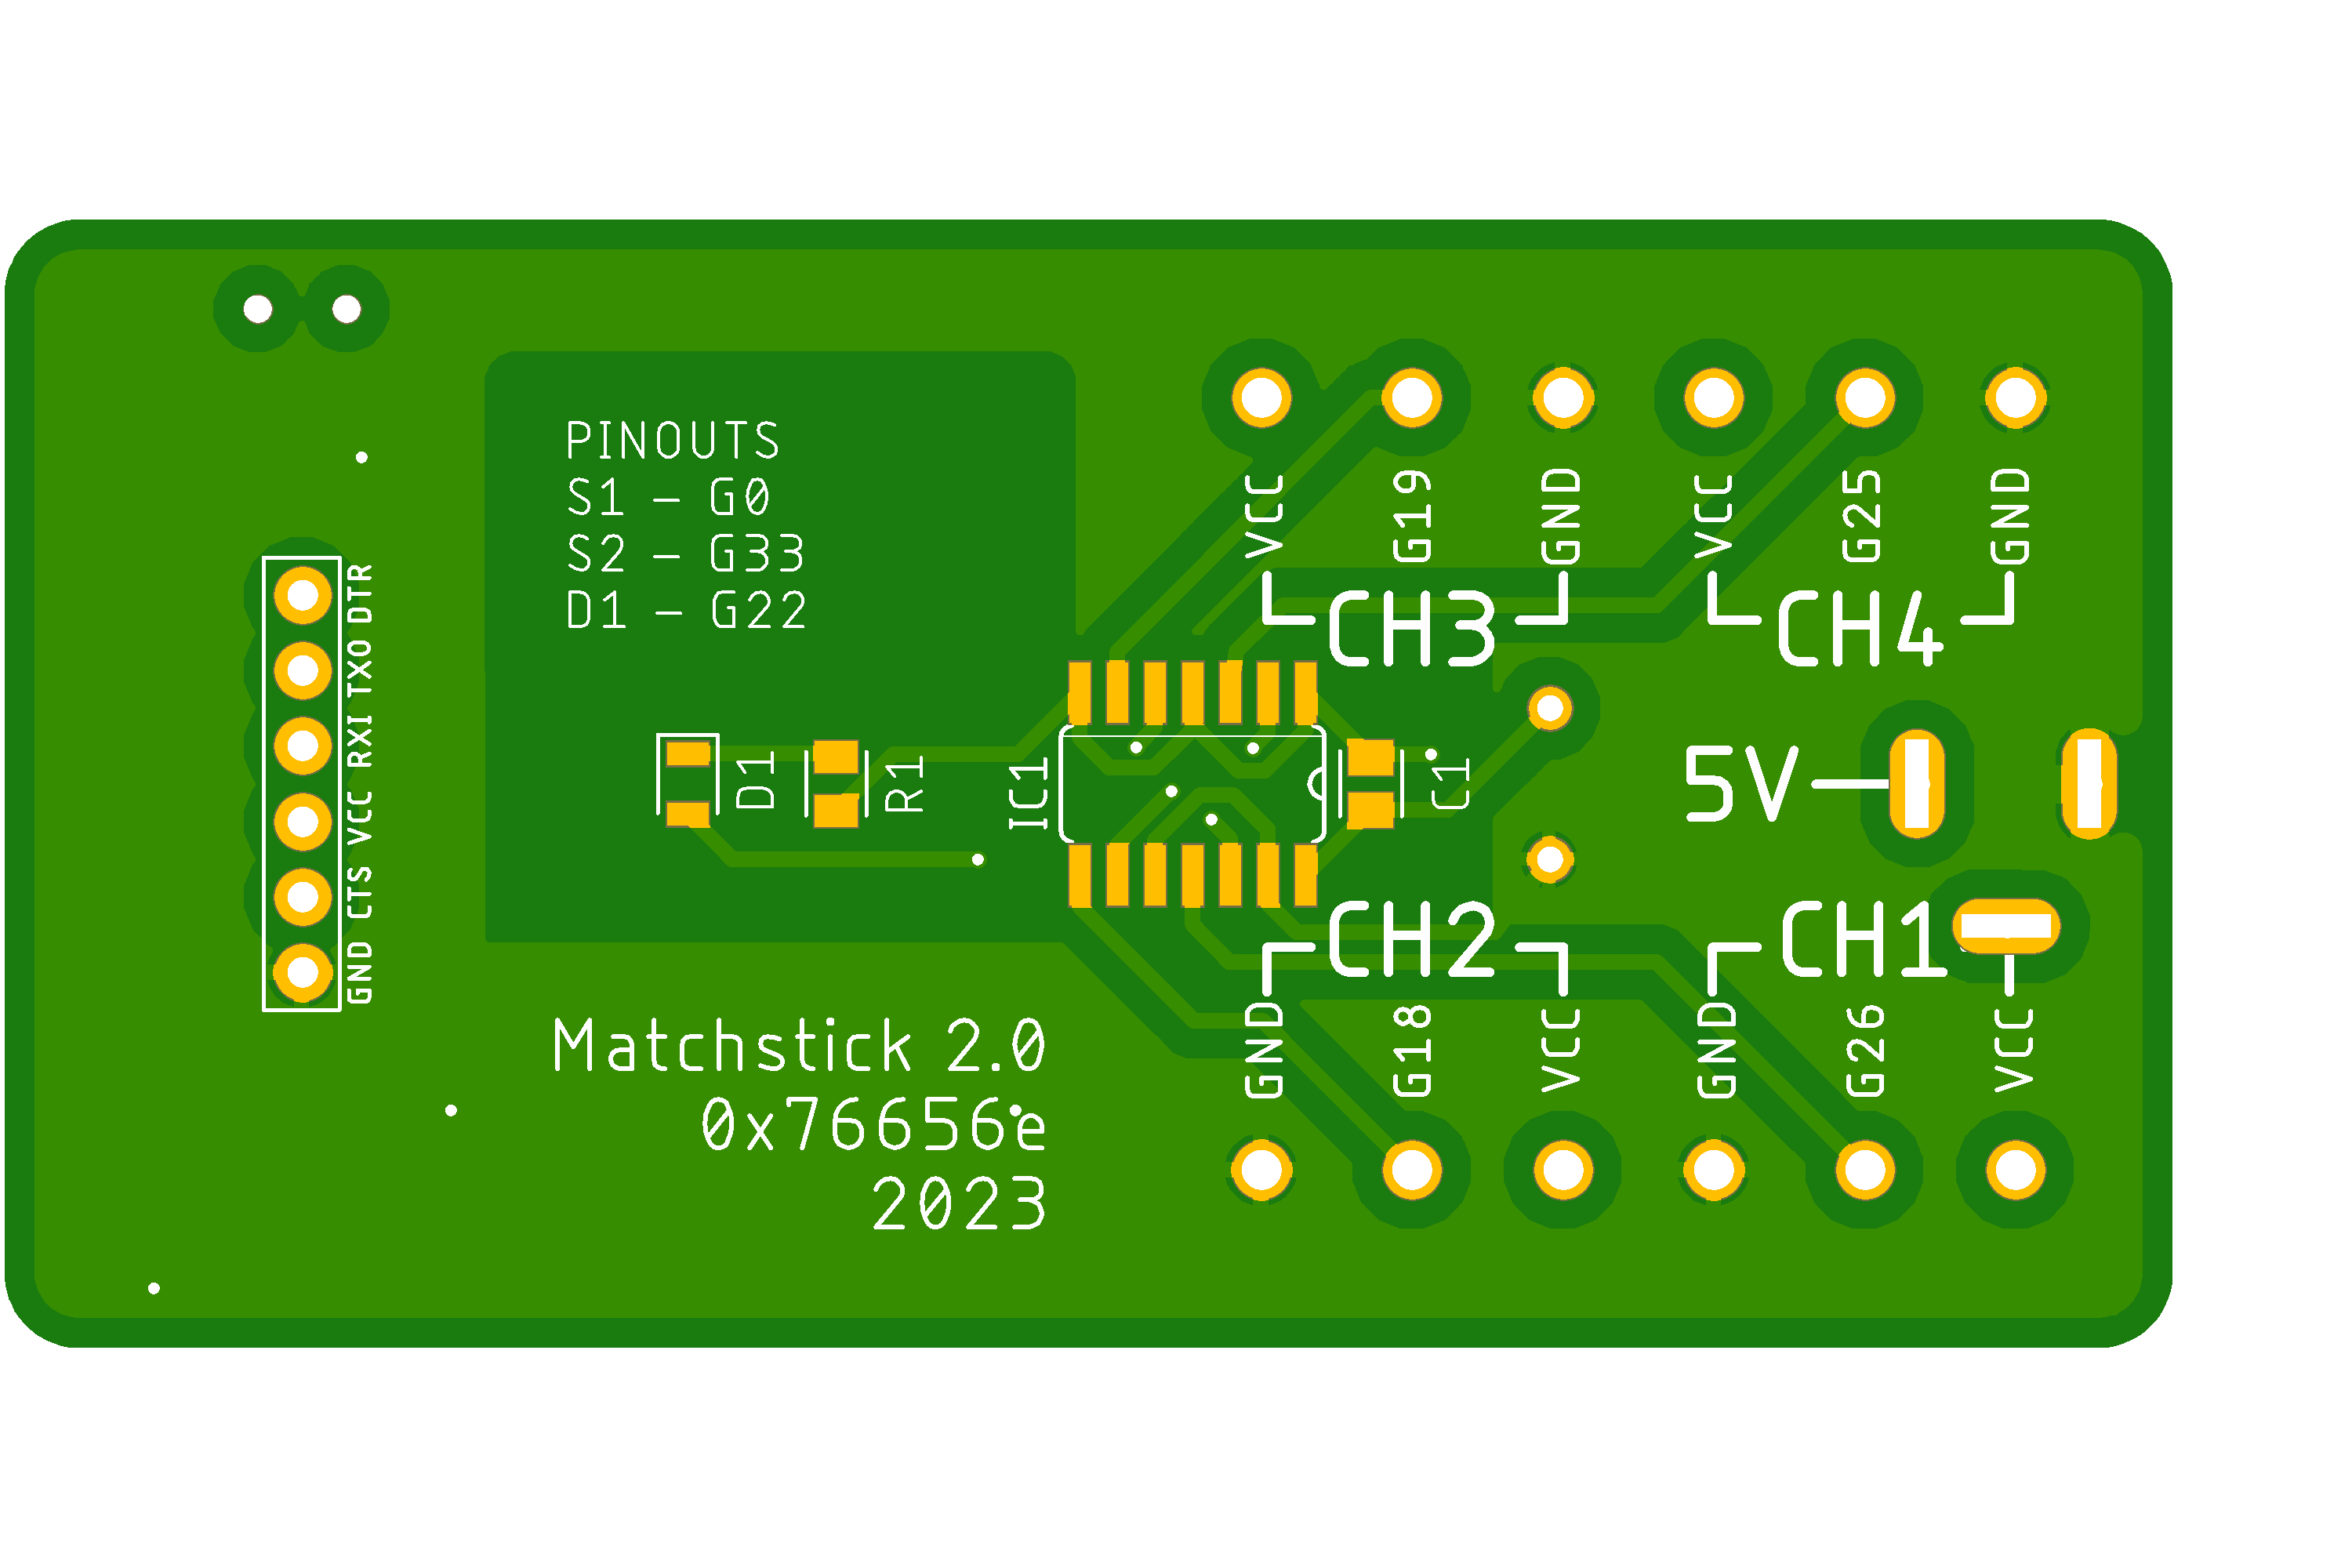 PINOUTS
S1 - G0
S2 - G33
D1 - G22
GND CTS VCC RXI TXO DTR
D1
R1
IC1
C1
VCC
G19
GND
VCC
G25
GND
CH3
CH4
5V
CH2
CH1
GND
G18
VCC
GND
G26
VCC
Matchstick 2.0
0x76656e
2023